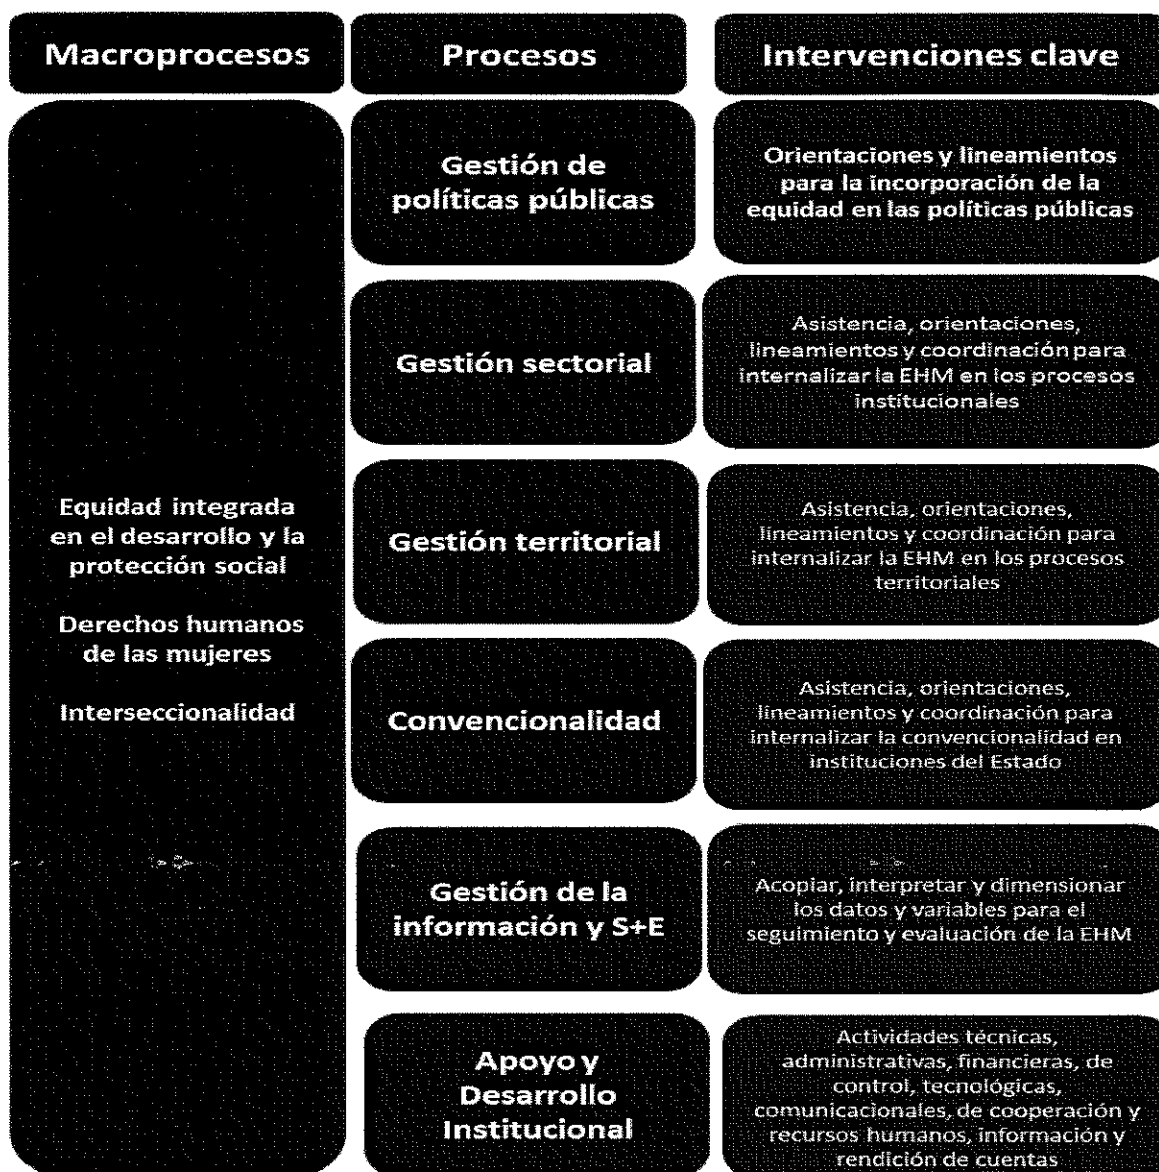 Macroprocesos
Procesos
Intervenciones clave
Equidad integrada
en el desarrollo y la
protección social
Derechos humanos
de las mujeres
Interseccionalidad
Gestión de
políticas públicas
Orientaciones y lineamientos
para la incorporación de la
equidad en las políticas públicas
Gestión sectorial
Asistencia, orientaciones,
lineamientos y coordinación para
internalizar la EHM en los procesos
institucionales
Gestión territorial
Asistencia, orientaciones,
lineamientos y coordinación para
internalizar la EHM en los procesos
territoriales
Convencionalidad
Asistencia, orientaciones,
lineamientos y coordinación para
internalizar la convencionalidad en
instituciones del Estado
Gestión de la
información y S+E
Acopiar, interpretar y dimensionar
los datos y variables para el
seguimiento y evaluación de la EHM
Apoyo y
Desarrollo
Institucional
Actividades técnicas,
administrativas, financieras, de
control, tecnológicas,
comunicacionales, de cooperación y
recursos humanos, información y
rendición de cuentas